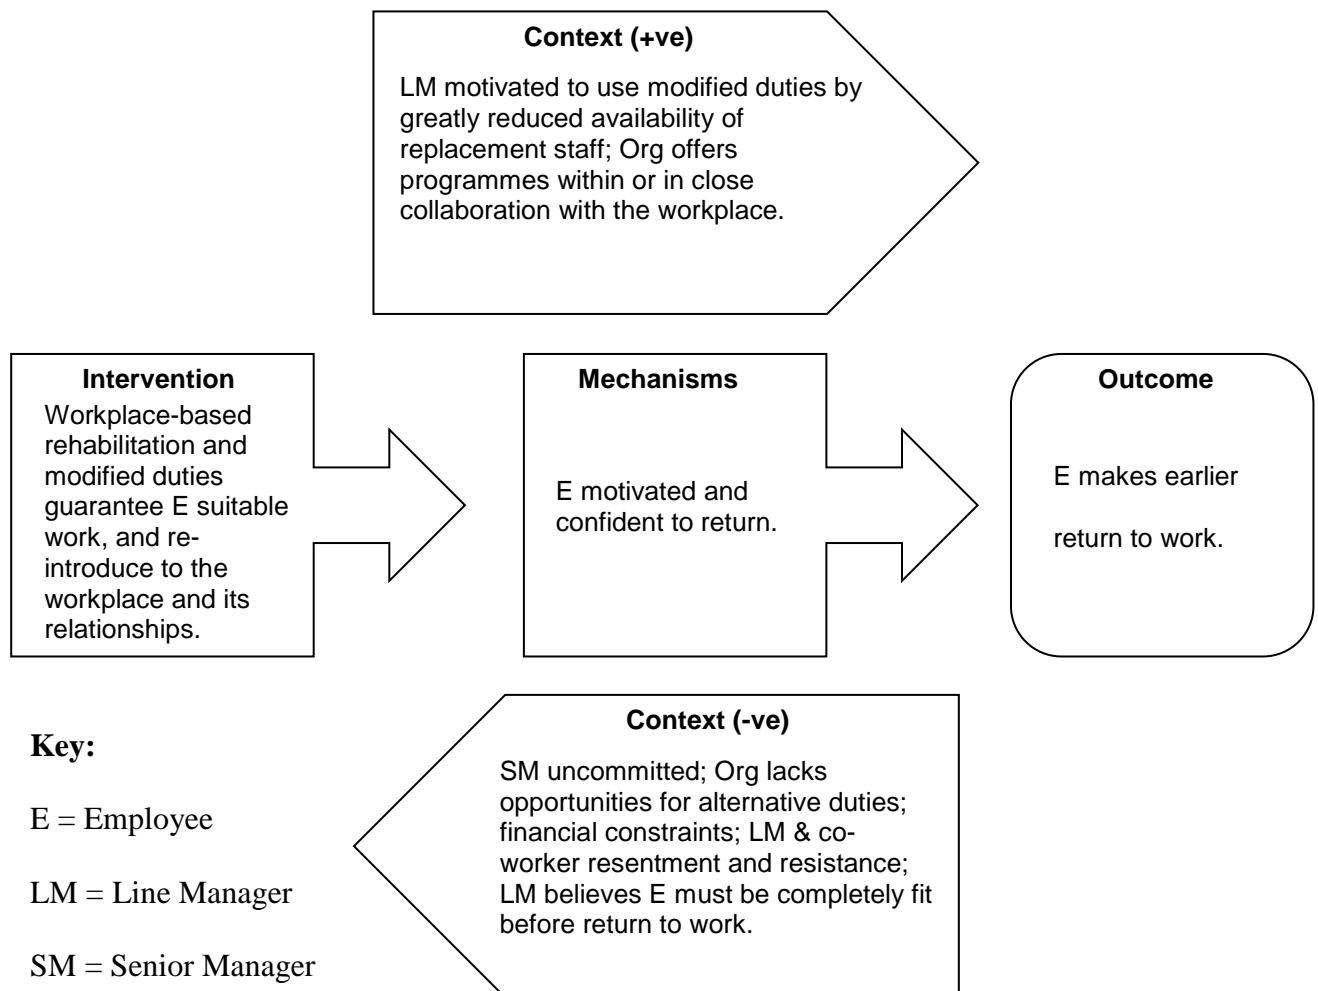 Context (+ve)
LM motivated to use modified duties by
greatly reduced availability of
replacement staff; Org offers
programmes within or in close
collaboration with the workplace.
Intervention
Workplace-based
rehabilitation and
modified duties
guarantee E suitable
work, and re-
introduce to the
workplace and its
relationships.
Mechanisms
E motivated and
confident to return.
Outcome
E makes earlier
return to work.
Context (-ve)
SM uncommitted; Org lacks
opportunities for alternative duties;
financial constraints; LM & co-
worker resentment and resistance;
LM believes E must be completely fit
before return to work.
Key:
E = Employee
LM = Line Manager
SM = Senior Manager